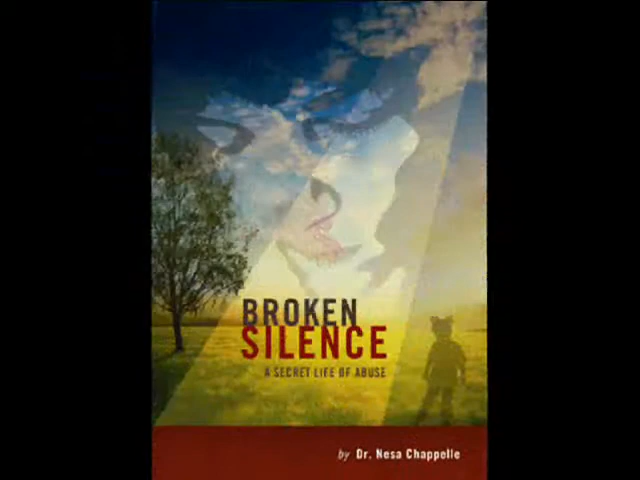 BROKEN
SILENCE
A SECRET LIFE OF ABUSE
by Dr. Nesa Chappelle